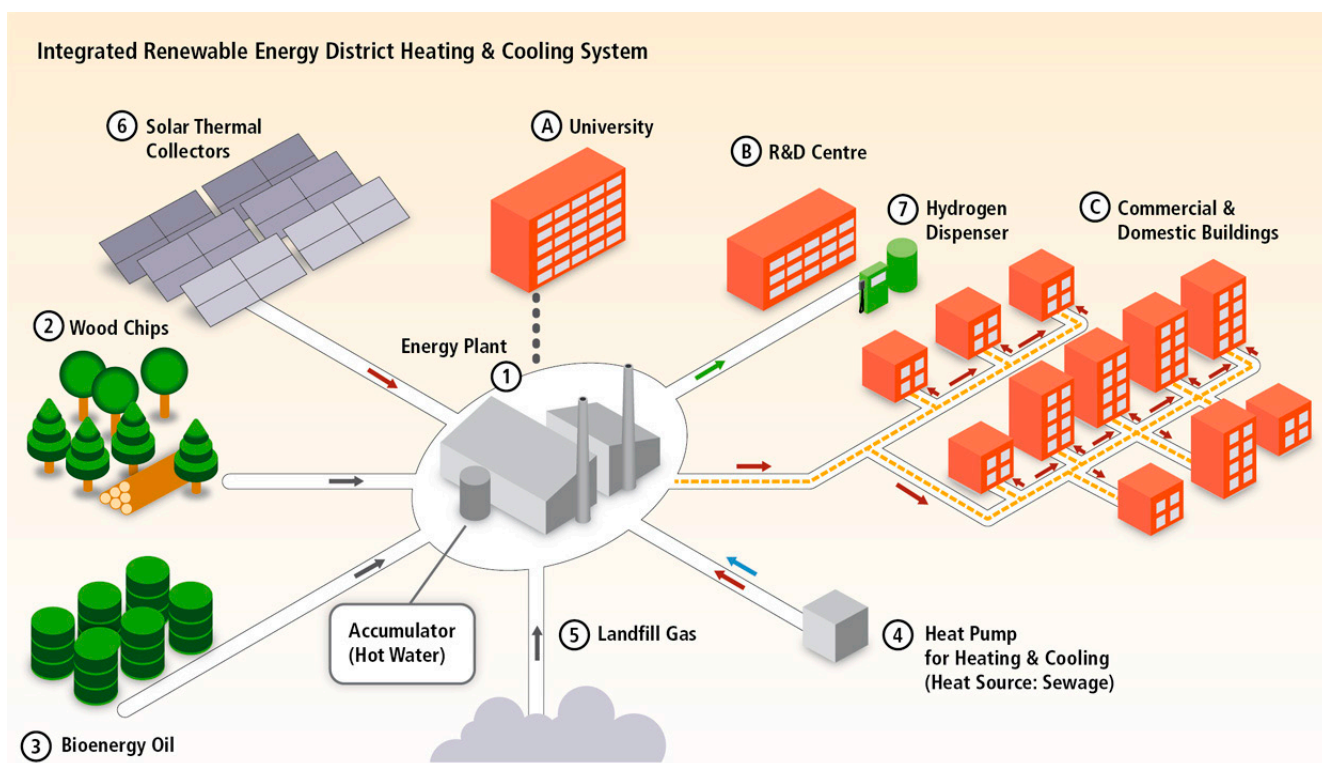 Integrated Renewable Energy District Heating & Cooling System
6 Solar Thermal
Collectors
A University
B R&D Centre
7 Hydrogen
Dispenser
C Commercial &
Domestic Buildings
2 Wood Chips
Energy Plant
1
Accumulator
(Hot Water)
5 Landfill Gas
4 Heat Pump
for Heating & Cooling
(Heat Source: Sewage)
3 Bioenergy Oil